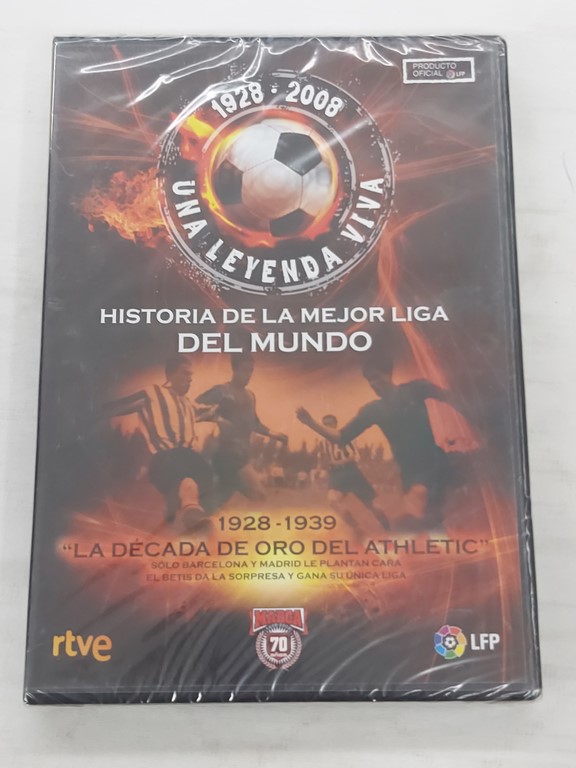 PRODUCTO
OFICIAL LFP
1928 · 2008
UNA LEYENDA VIVA
HISTORIA DE LA MEJOR LIGA
DEL MUNDO
1928 - 1939
"LA DÉCADA DE ORO DEL ATHLETIC"
SÓLO BARCELONA Y MADRID LE PLANTAN CARA
EL BETIS DA LA SORPRESA Y GANA SU ÚNICA LIGA
rtve
MARCA
70
LFP